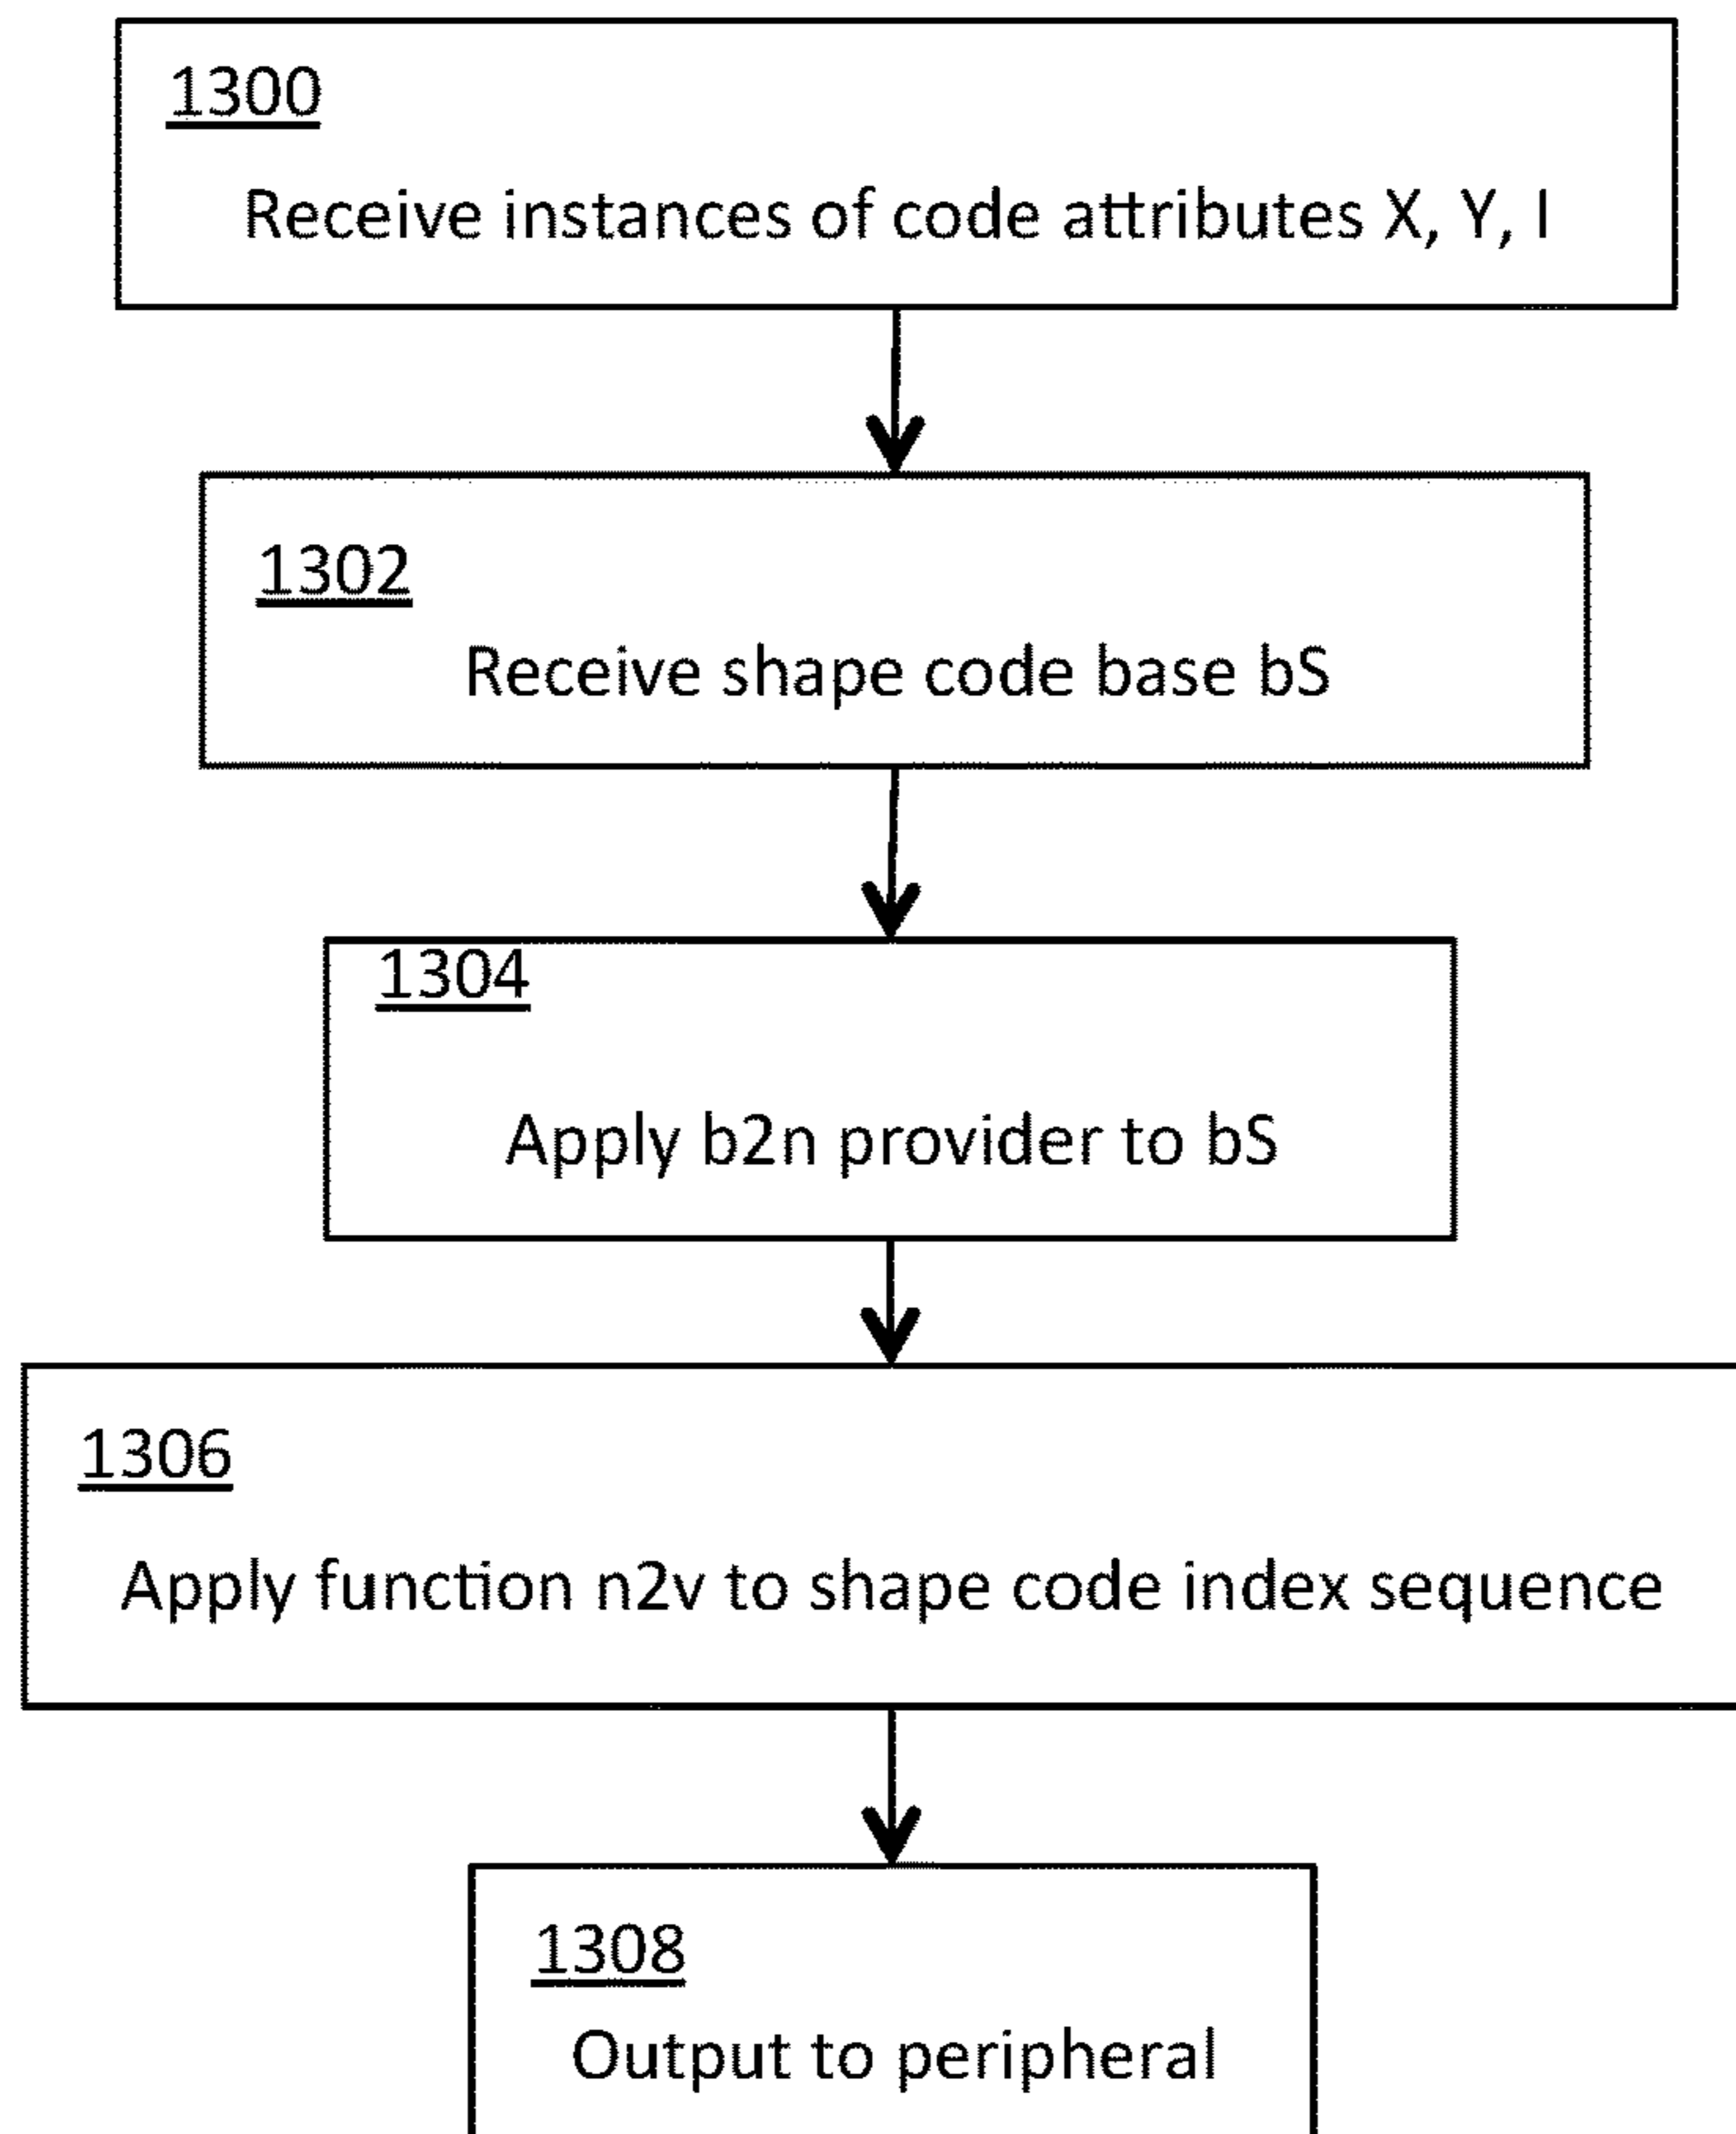 1300
Receive instances of code attributes X, Y, I
1302
Receive shape code base bS
1304
Apply b2n provider to bS
1306
Apply function n2v to shape code index sequence
1308
Output to peripheral